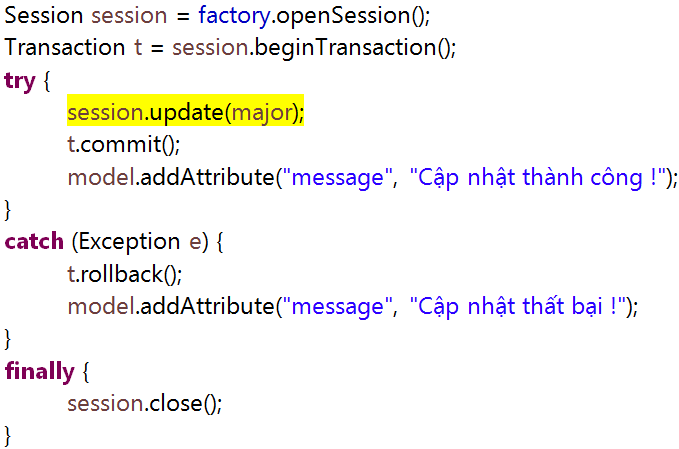 Session session = factory.openSession();
Transaction t = session.beginTransaction();
try {
session.update(major);
t.commit();
model.addAttribute("message", "Cập nhật thành công !");
}
catch (Exception e) {
t.rollback();
model.addAttribute("message", "Cập nhật thất bại !");
}
finally {
session.close();
}